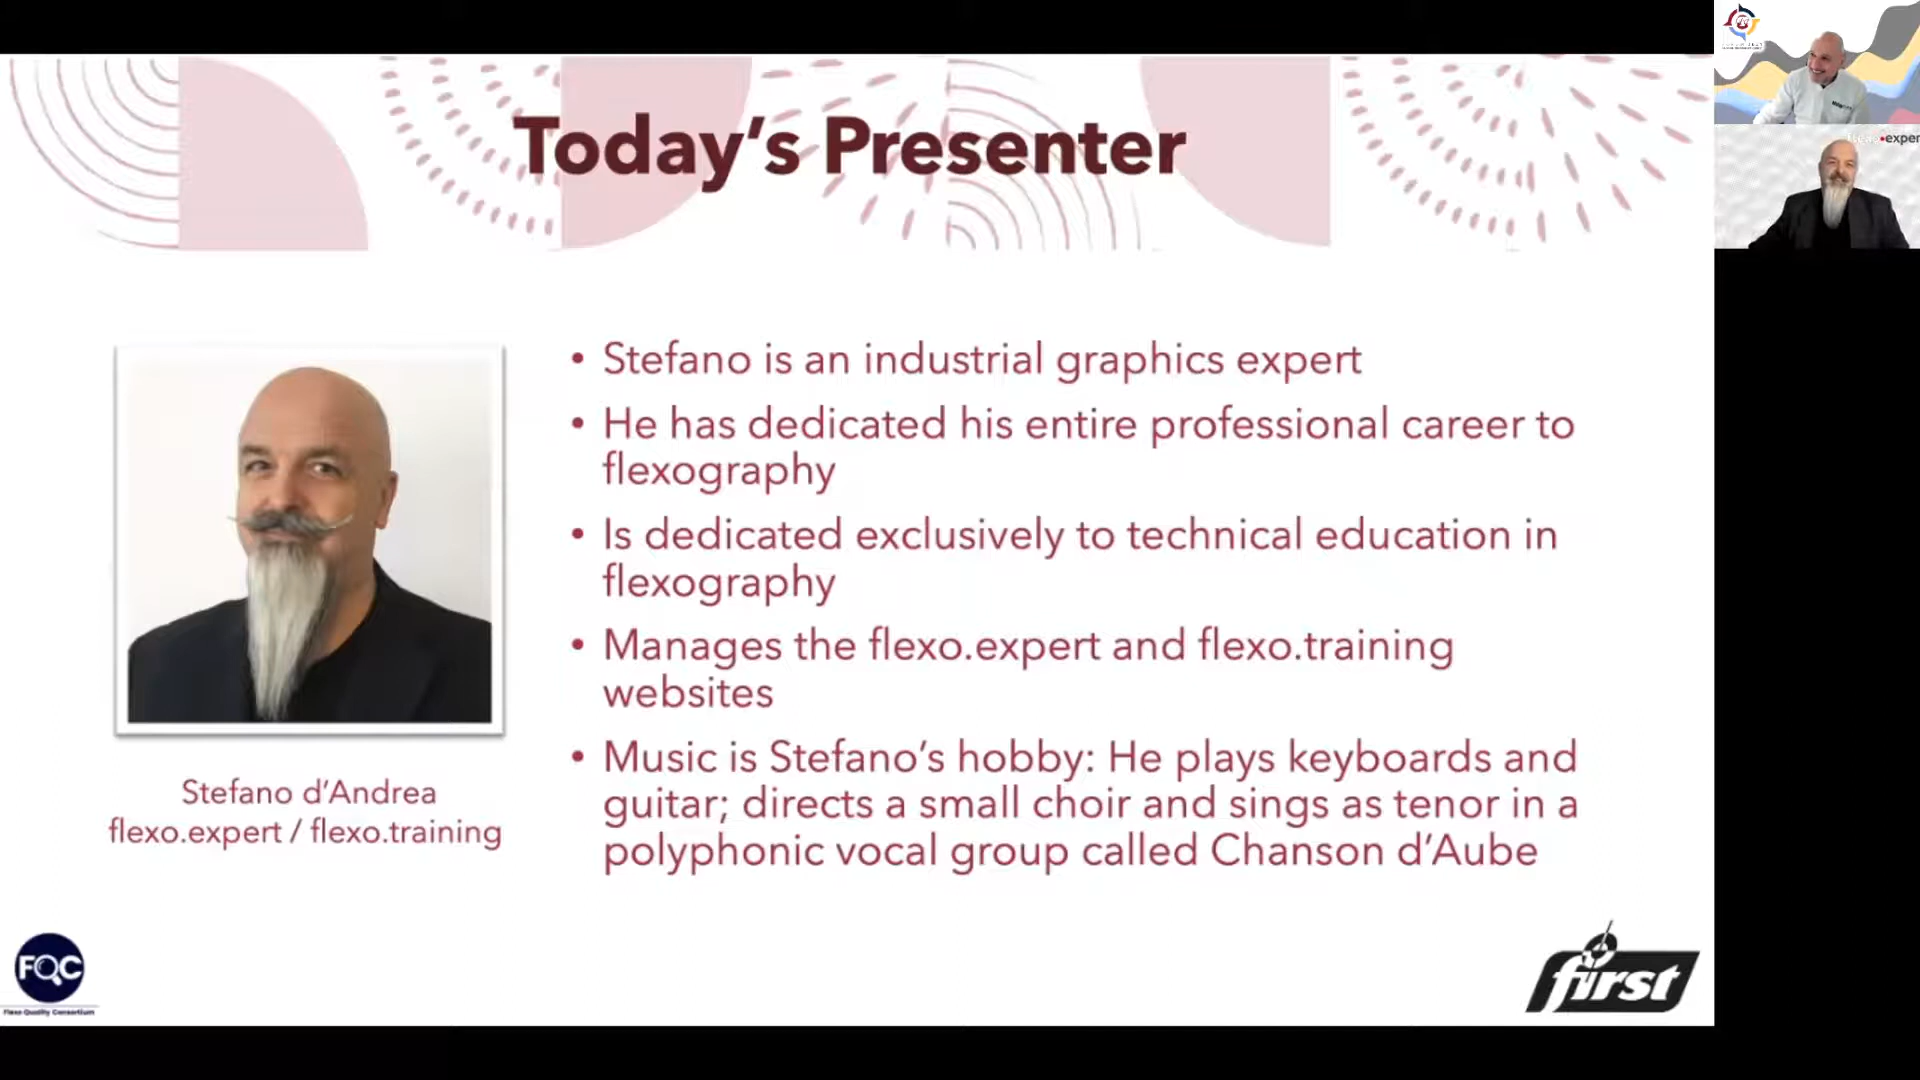 Today's Presenter
• Stefano is an industrial graphics expert
• He has dedicated his entire professional career to
flexography
• Is dedicated exclusively to technical education in
flexography
• Manages the flexo.expert and flexo.training
websites
• Music is Stefano's hobby: He plays keyboards and
guitar; directs a small choir and sings as tenor in a
polyphonic vocal group called Chanson d'Aube
Stefano d'Andrea
flexo.expert / flexo.training
FQC
Flexo Quality Consortium
first